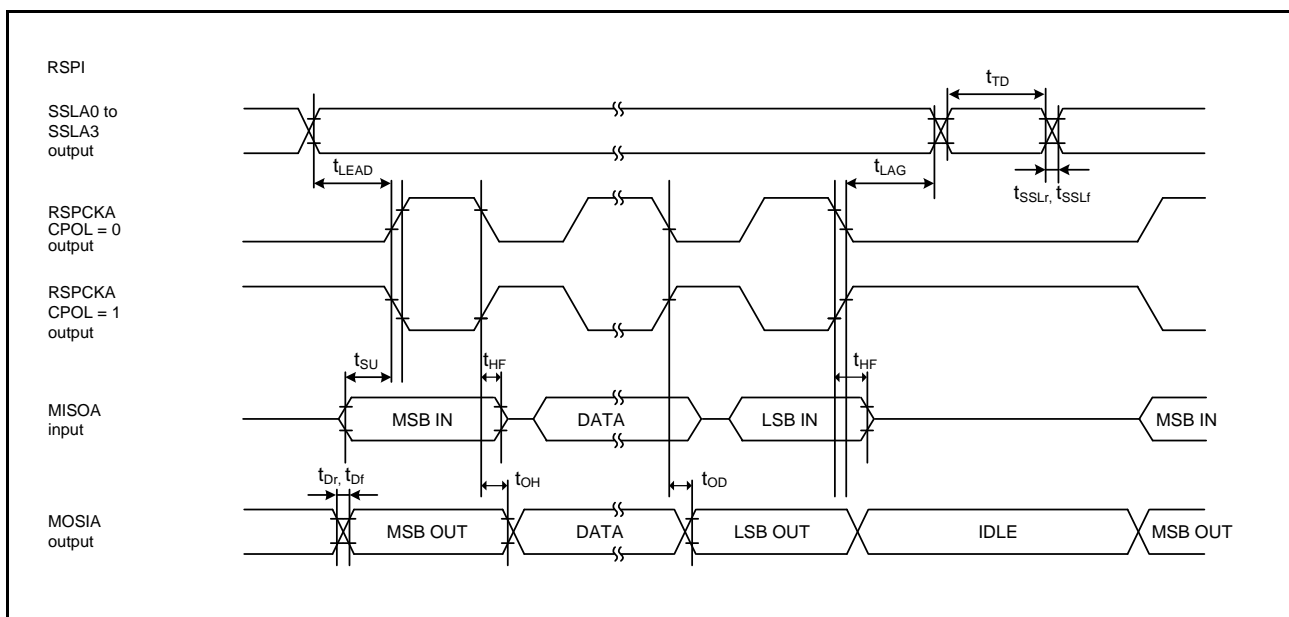 RSPI
tTD
SSLA0 to
SSLA3
output
tLEAD
tLAG
tSSLr, tSSLf
RSPCKA
CPOL = 0
output
RSPCKA
CPOL = 1
output
tSU
tHF
tHF
MISOA
input
MSB IN
DATA
LSB IN
MSB IN
tDr, tDf
tOH
tOD
MOSIA
output
MSB OUT
DATA
LSB OUT
IDLE
MSB OUT